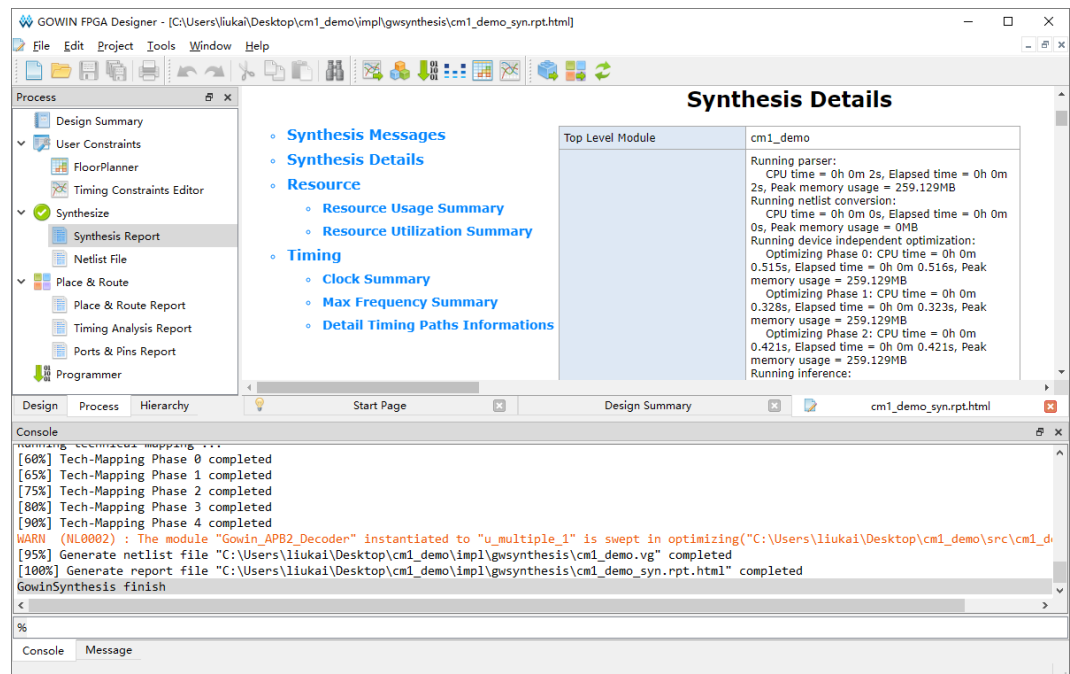 GOWIN FPGA Designer - [C:\Users\liukai\Desktop\cm1_demo\impl\gwsynthesis\cm1_demo_syn.rpt.html]
File Edit Project Tools Window Help
Process
Design Summary
User Constraints
FloorPlanner
Timing Constraints Editor
Synthesize
Synthesis Report
Netlist File
Place & Route
Place & Route Report
Timing Analysis Report
Ports & Pins Report
Programmer
Design Process Hierarchy
Synthesis Messages
Synthesis Details
Resource
Resource Usage Summary
Resource Utilization Summary
Timing
Clock Summary
Max Frequency Summary
Detail Timing Paths Informations
Synthesis Details
Top Level Module cm1_demo
Running parser:
CPU time = 0h 0m 2s, Elapsed time = 0h 0m
2s, Peak memory usage = 259.129MB
Running netlist conversion:
CPU time = 0h 0m 0s, Elapsed time = 0h 0m
0s, Peak memory usage = 0MB
Running device independent optimization:
Optimizing Phase 0: CPU time = 0h 0m
0.515s, Elapsed time = 0h 0m 0.516s, Peak
memory usage = 259.129MB
Optimizing Phase 1: CPU time = 0h 0m
0.328s, Elapsed time = 0h 0m 0.323s, Peak
memory usage = 259.129MB
Optimizing Phase 2: CPU time = 0h 0m
0.421s, Elapsed time = 0h 0m 0.421s, Peak
memory usage = 259.129MB
Running inference:
Start Page Design Summary cm1_demo_syn.rpt.html
Console
Running technical mapping ...
[60%] Tech-Mapping Phase 0 completed
[65%] Tech-Mapping Phase 1 completed
[75%] Tech-Mapping Phase 2 completed
[80%] Tech-Mapping Phase 3 completed
[90%] Tech-Mapping Phase 4 completed
WARN (NL0002) : The module "Gowin_APB2_Decoder" instantiated to "u_multiple_1" is swept in optimizing("C:\Users\liukai\Desktop\cm1_demo\src\cm1_d
[95%] Generate netlist file "C:\Users\liukai\Desktop\cm1_demo\impl\gwsynthesis\cm1_demo.vg" completed
[100%] Generate report file "C:\Users\liukai\Desktop\cm1_demo\impl\gwsynthesis\cm1_demo_syn.rpt.html" completed
GowinSynthesis finish
%
Console Message